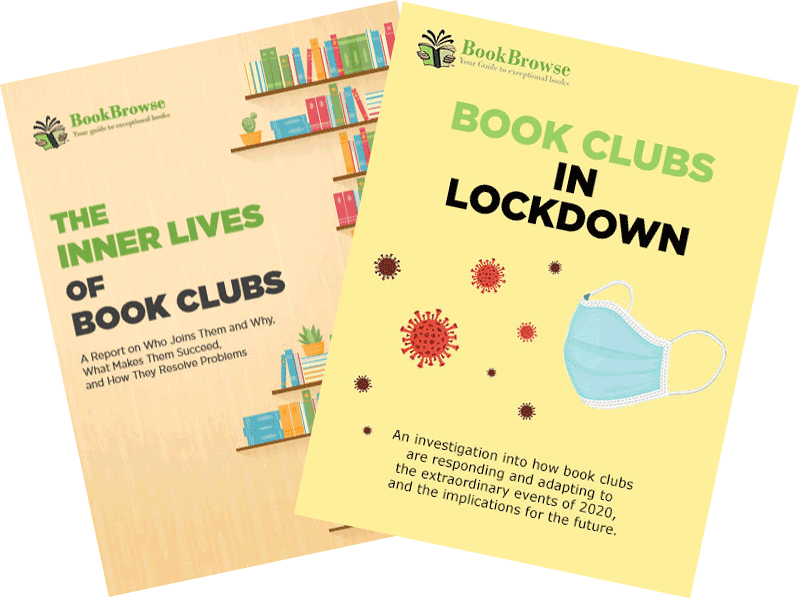 BookBrowse
Your guide to exceptional books
THE
INNER LIVES
OF
BOOK CLUBS
A Report on Who Joins Them and Why,
What Makes Them Succeed,
and How They Resolve Problems
BookBrowse
Your Guide to exceptional books
BOOK CLUBS
IN
LOCKDOWN
An investigation into how book clubs
are responding and adapting to
the extraordinary events of 2020,
and the implications for the future.